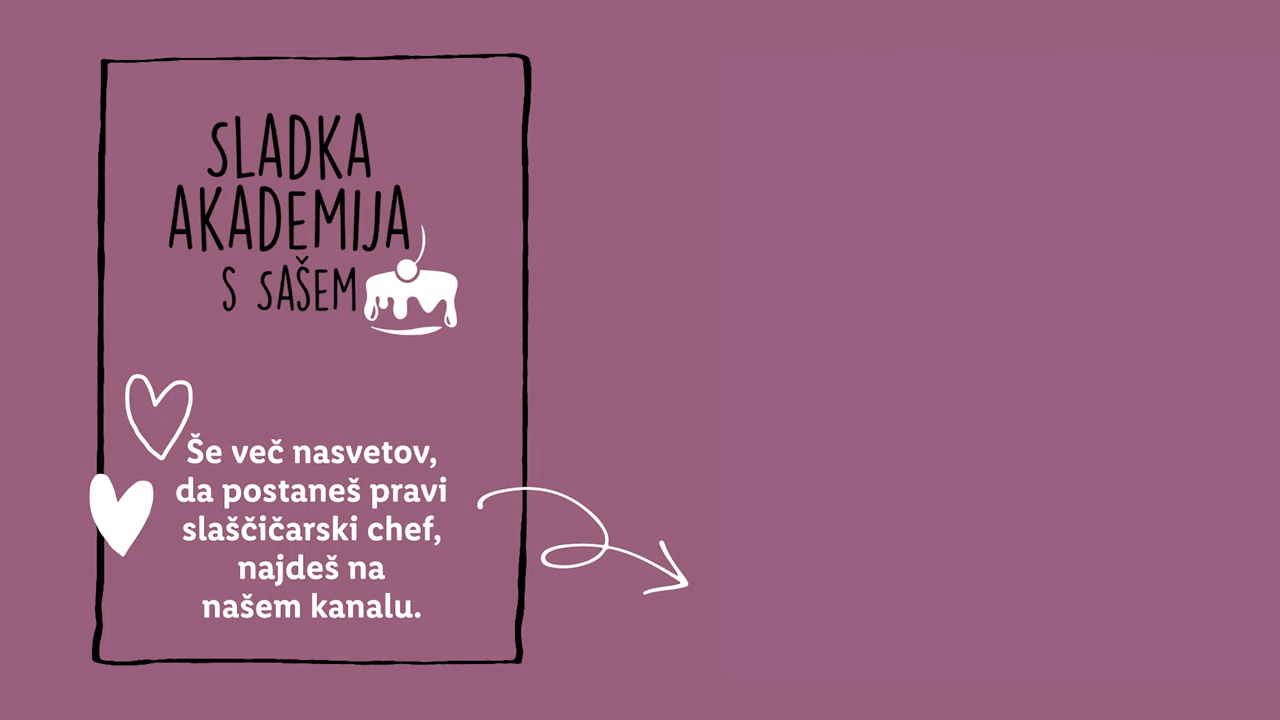 SLADKA
AKADEMIJA
S SAŠEM
Še več nasvetov,
da postaneš pravi
slaščičarski chef,
najdeš na
našem kanalu.